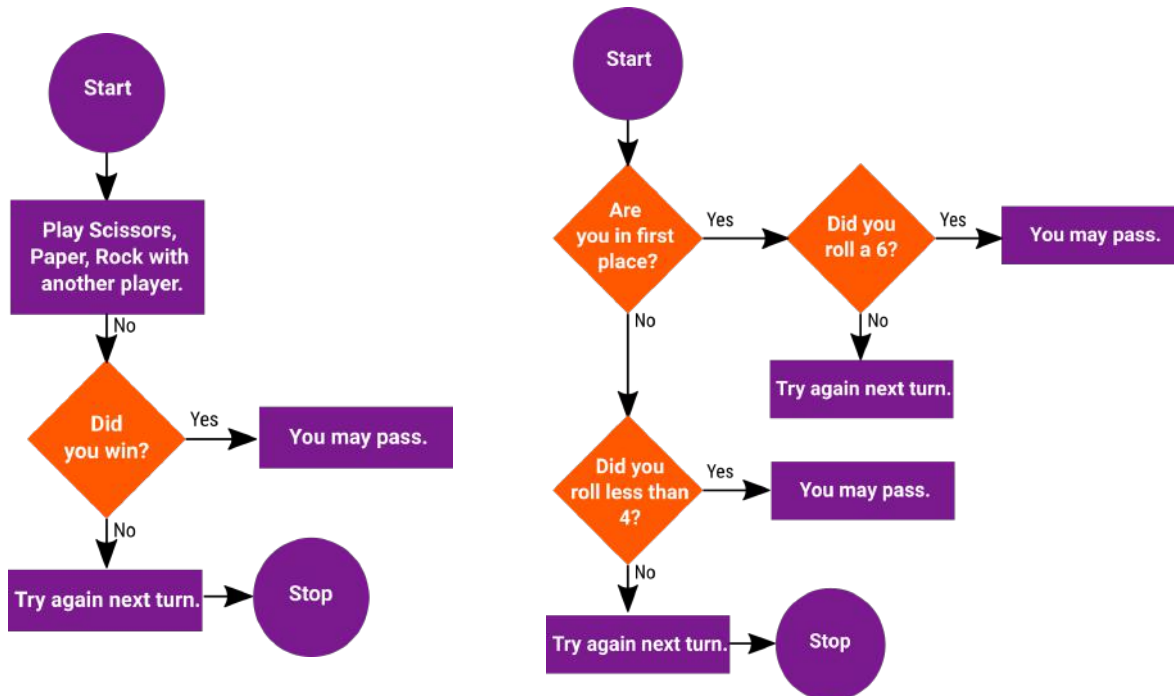 Start
Play Scissors,
Paper, Rock with
another player.
No
Did
you win?
Yes
You may pass.
No
Try again next turn.
Stop
Start
Are
you in first
place?
Yes
Did you
roll a 6?
Yes
You may pass.
No
No
Try again next turn.
Did you
roll less than
4?
Yes
You may pass.
No
Try again next turn.
Stop